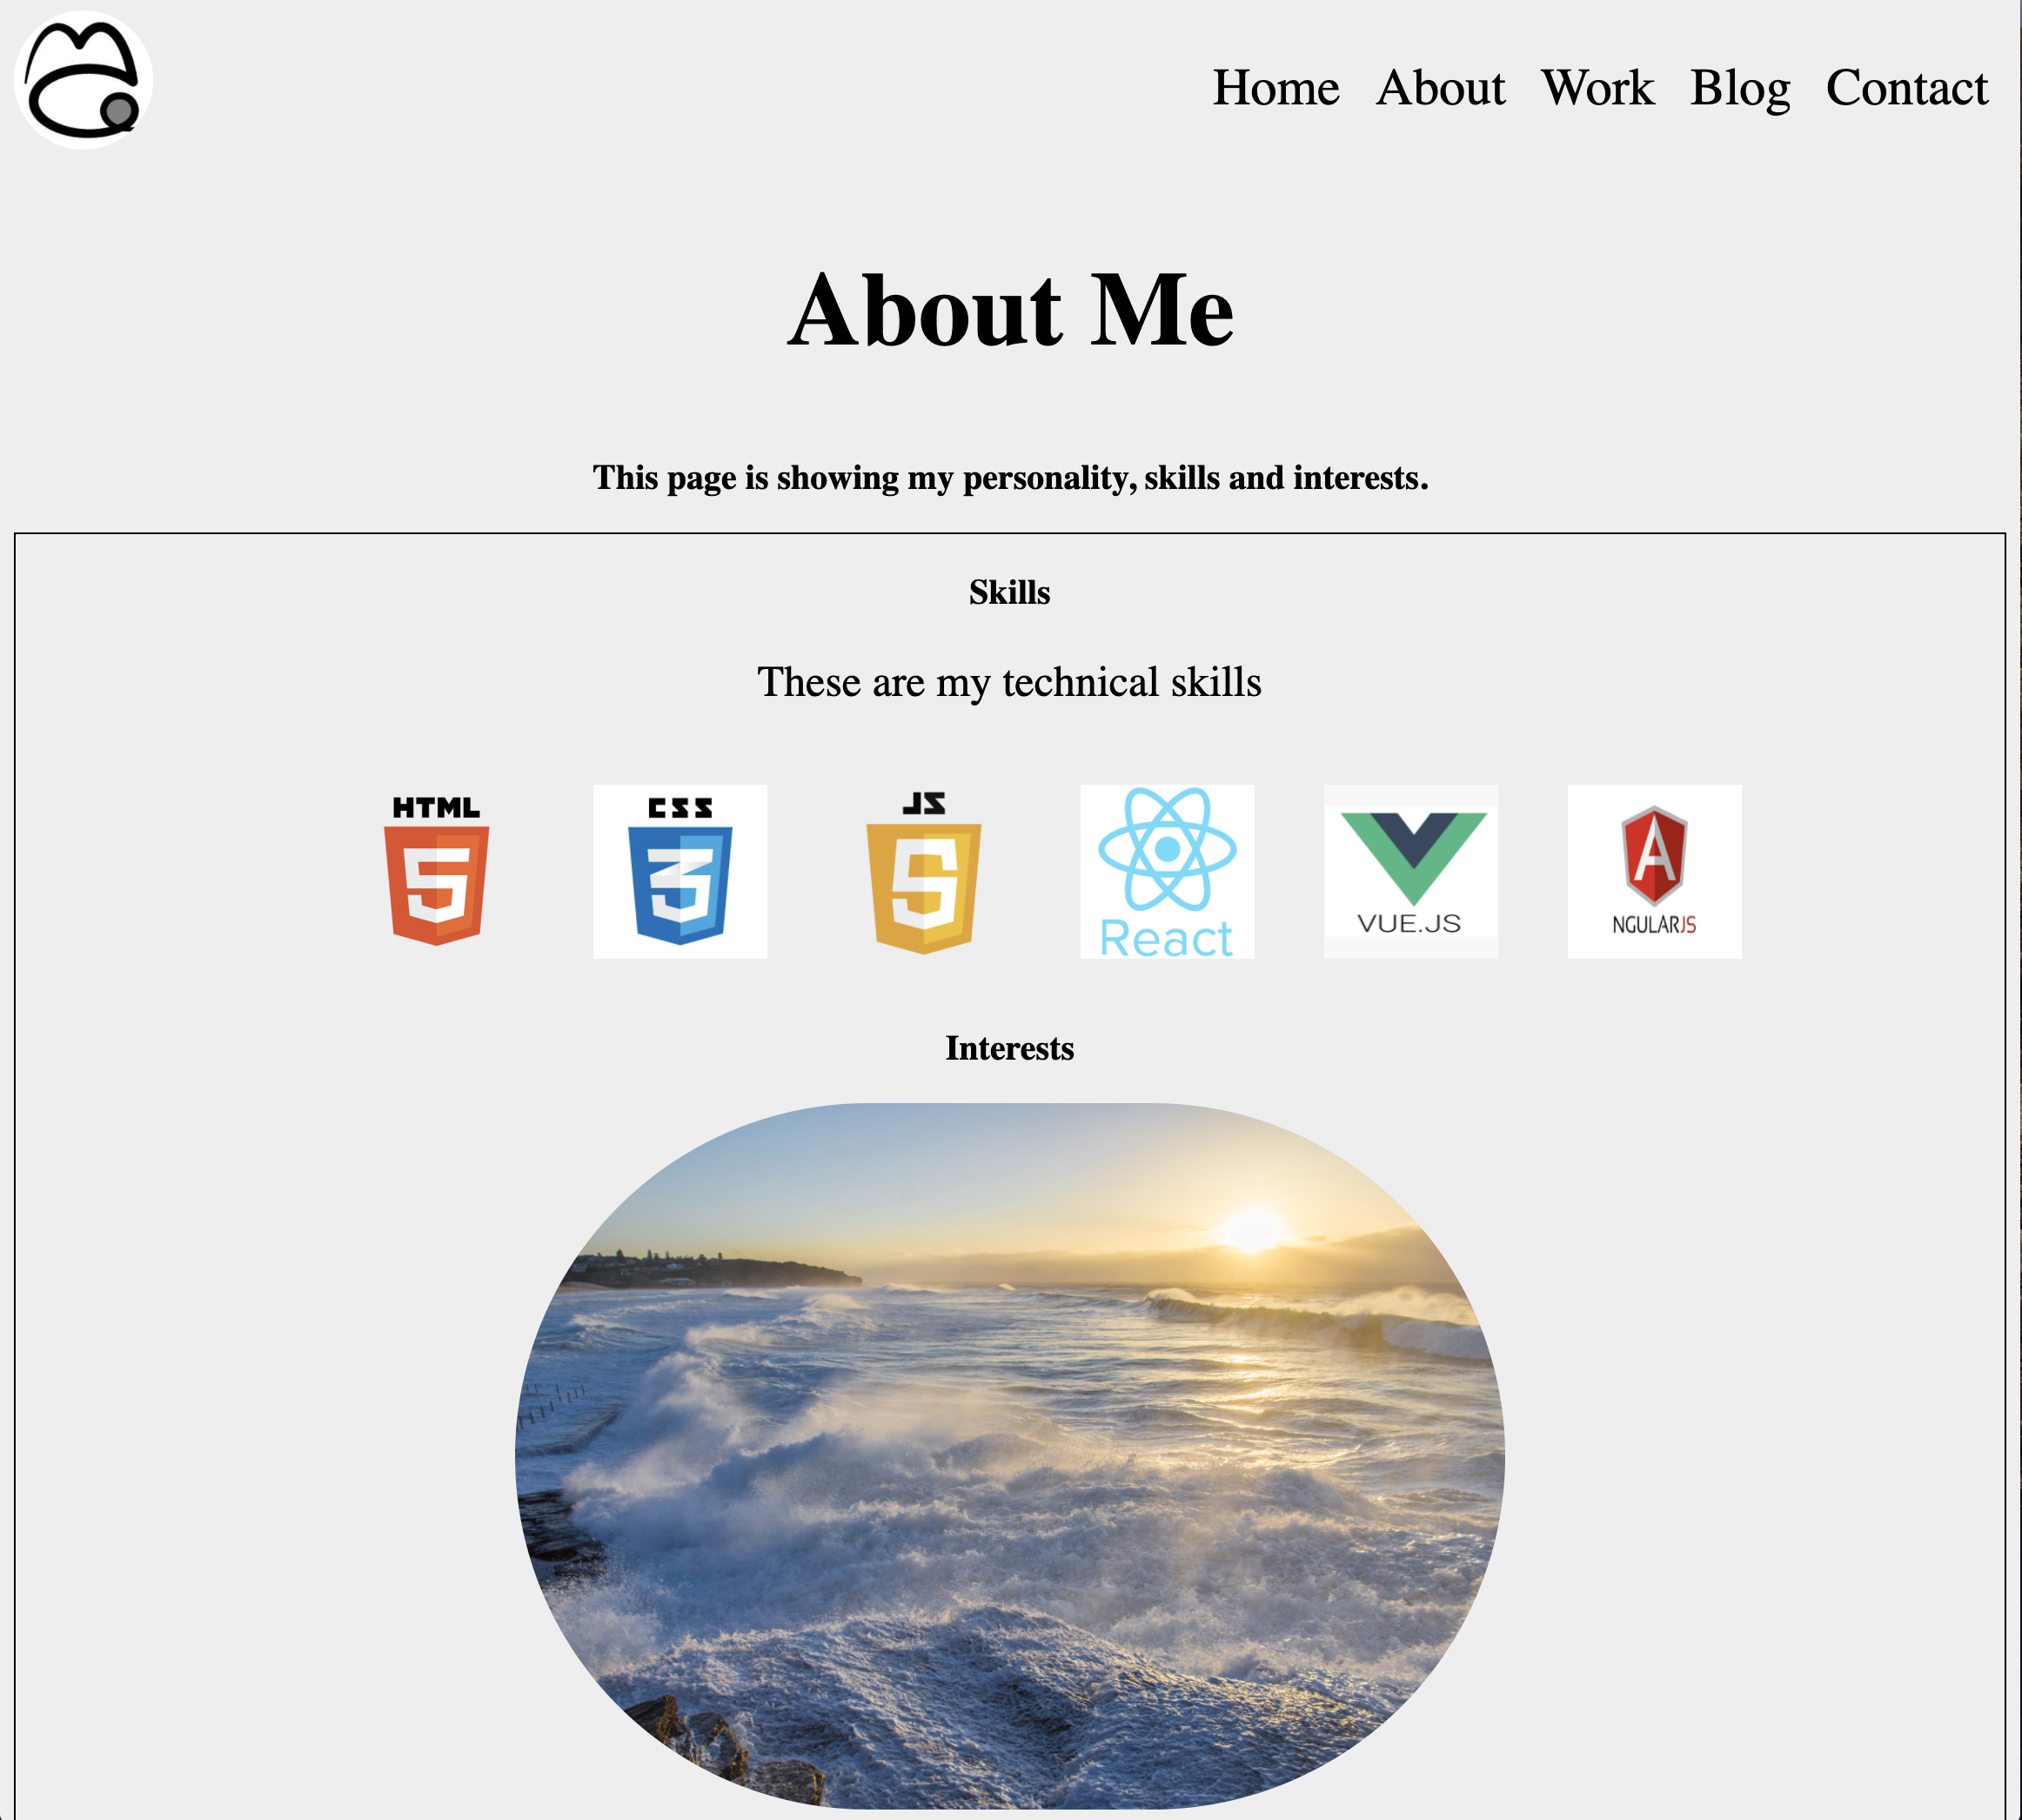 Home About Work Blog Contact
About Me
This page is showing my personality, skills and interests.
Skills
These are my technical skills
HTML CSS JS
5 3 5
React VUE.JS A
NGULARJS
Interests